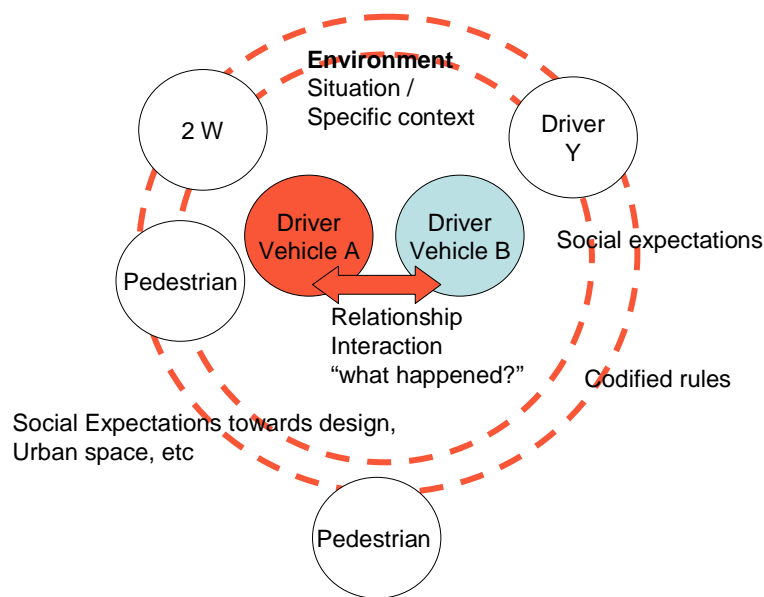 Environment
Situation /
Specific context
2 W
Driver
Y
Driver
Vehicle A
Driver
Vehicle B
Social expectations
Pedestrian
Relationship
Interaction
“what happened?”
Codified rules
Social Expectations towards design,
Urban space, etc
Pedestrian